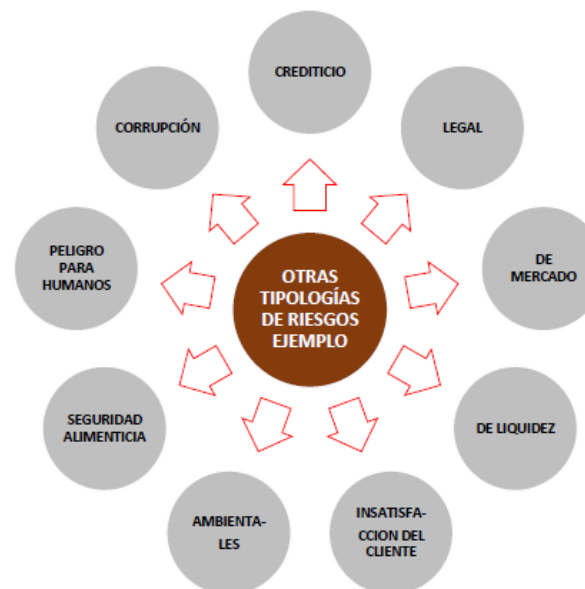 CREDITICIO
LEGAL
DE
MERCADO
DE LIQUIDEZ
INSATISFA-
CCION DEL
CLIENTE
AMBIENTA-
LES
SEGURIDAD
ALIMENTICIA
PELIGRO
PARA
HUMANOS
CORRUPCIÓN
OTRAS
TIPOLOGÍAS
DE RIESGOS
EJEMPLO